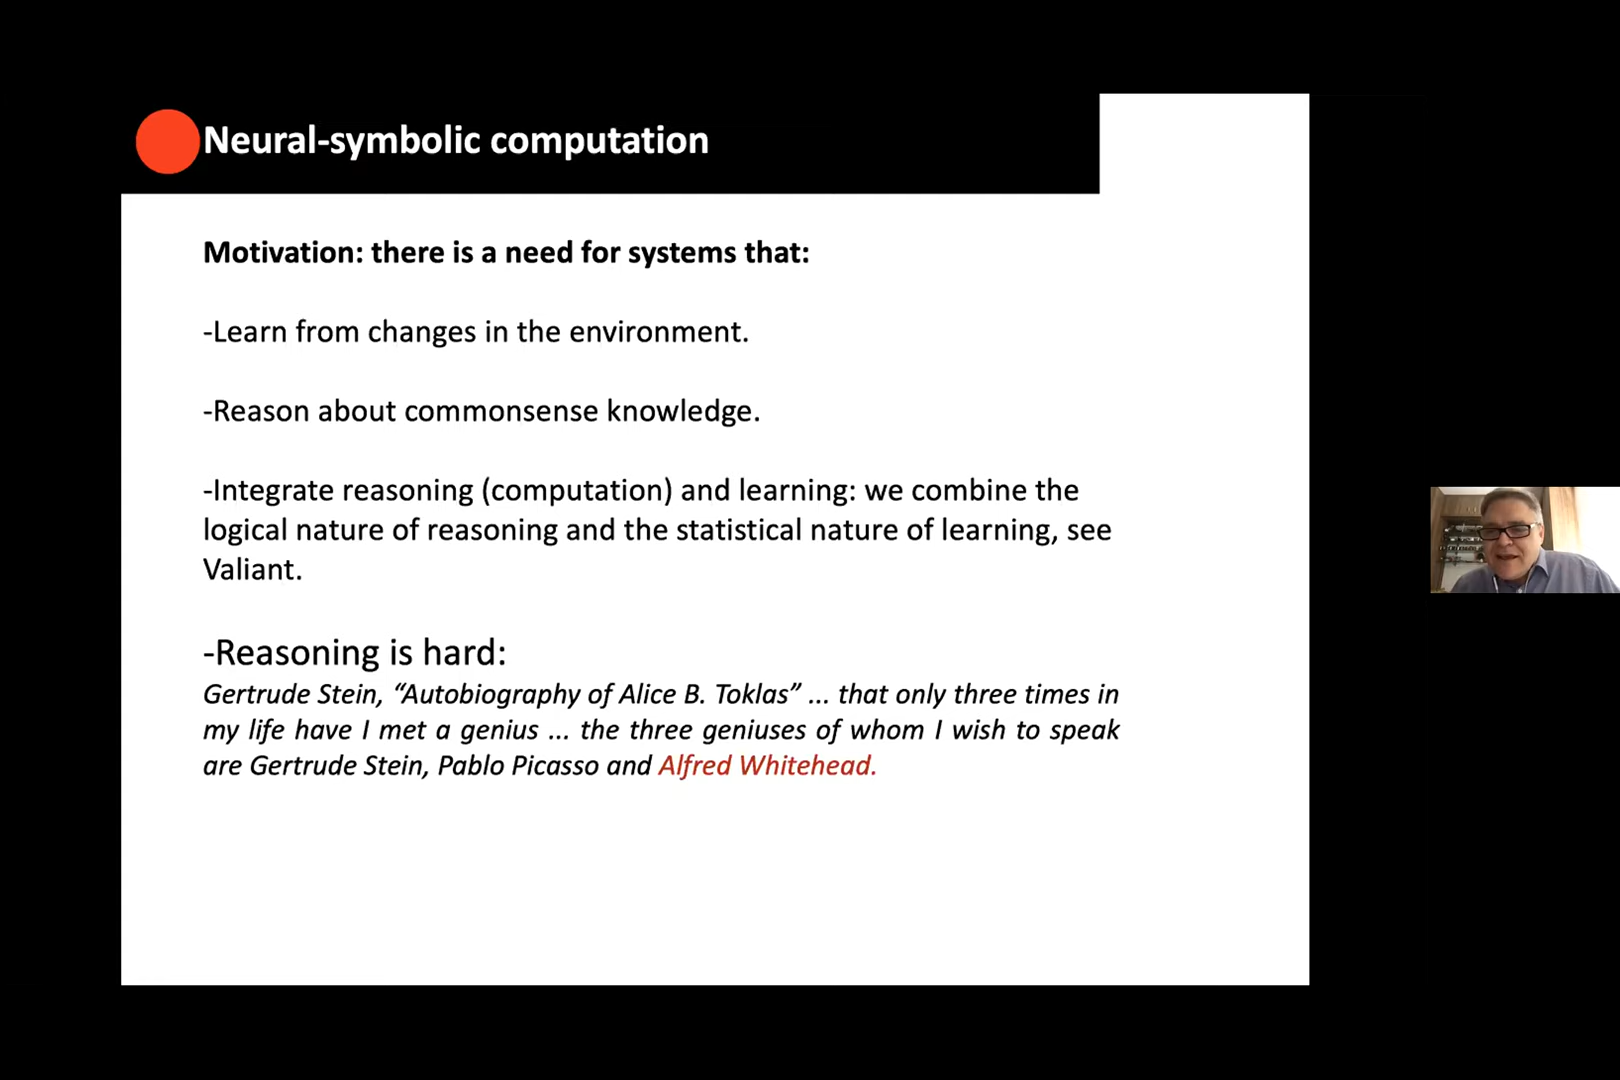 Neural-symbolic computation
Motivation: there is a need for systems that:
-Learn from changes in the environment.
-Reason about commonsense knowledge.
-Integrate reasoning (computation) and learning: we combine the
logical nature of reasoning and the statistical nature of learning, see
Valiant.
-Reasoning is hard:
Gertrude Stein, “Autobiography of Alice B. Toklas” ... that only three times in
my life have I met a genius ... the three geniuses of whom I wish to speak
are Gertrude Stein, Pablo Picasso and Alfred Whitehead.